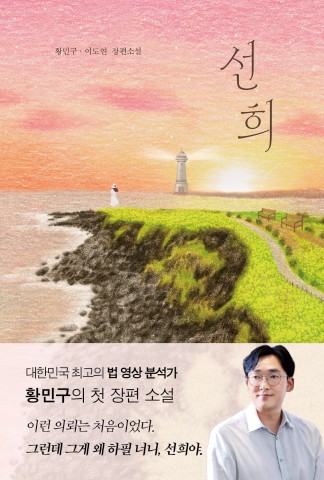 황민구 · 이도연 장편소설
선희
대한민국 최고의 법 영상 분석가
황민구의 첫 장편 소설
이런 의뢰는 처음이었다.
그런데 그게 왜 하필 너니, 선희야.